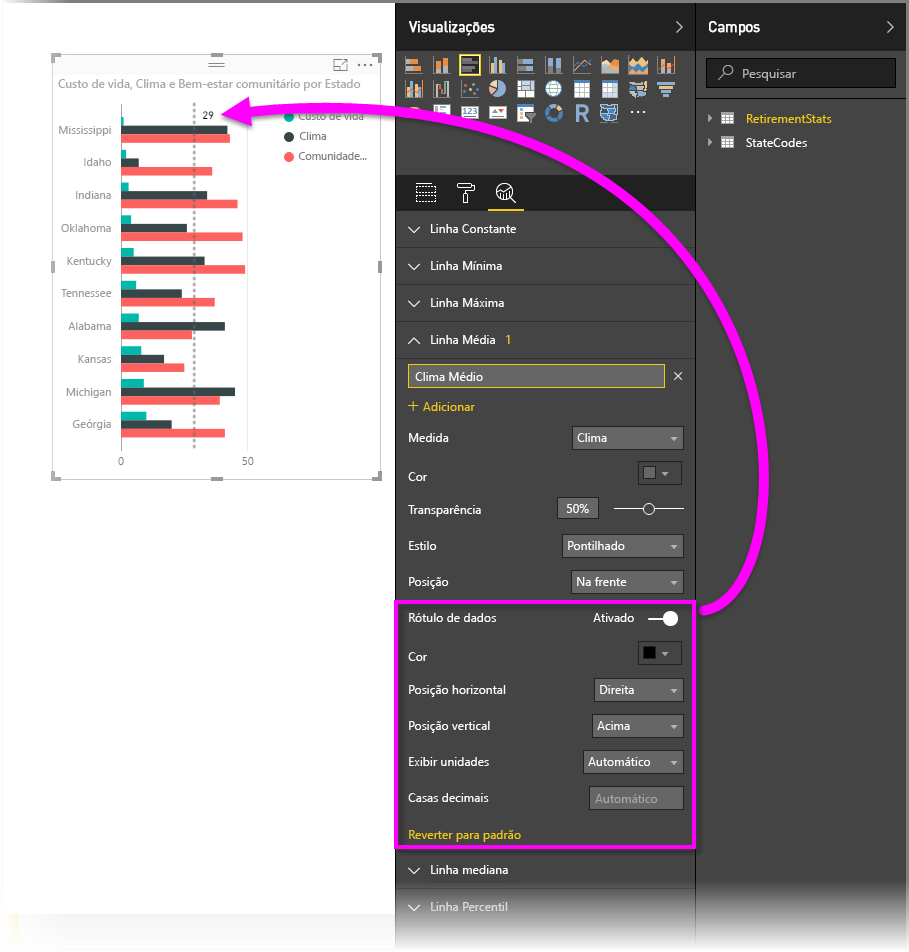 Custo de vida, Clima e Bem-estar comunitário por Estado
29
Custo de vida
Clima
Comunidade...
Mississippi
Idaho
Indiana
Oklahoma
Kentucky
Tennessee
Alabama
Kansas
Michigan
Geórgia
0 50
Visualizações
123
R
Linha Constante
Linha Mínima
Linha Máxima
Linha Média 1
Clima Médio
Adicionar
Medida Clima
Cor
Transparência 50%
Estilo Pontilhado
Posição Na frente
Rótulo de dados Ativado
Cor
Posição horizontal Direita
Posição vertical Acima
Exibir unidades Automático
Casas decimais Automático
Reverter para padrão
Linha mediana
Linha Percentil
Campos
Pesquisar
RetirementStats
StateCodes